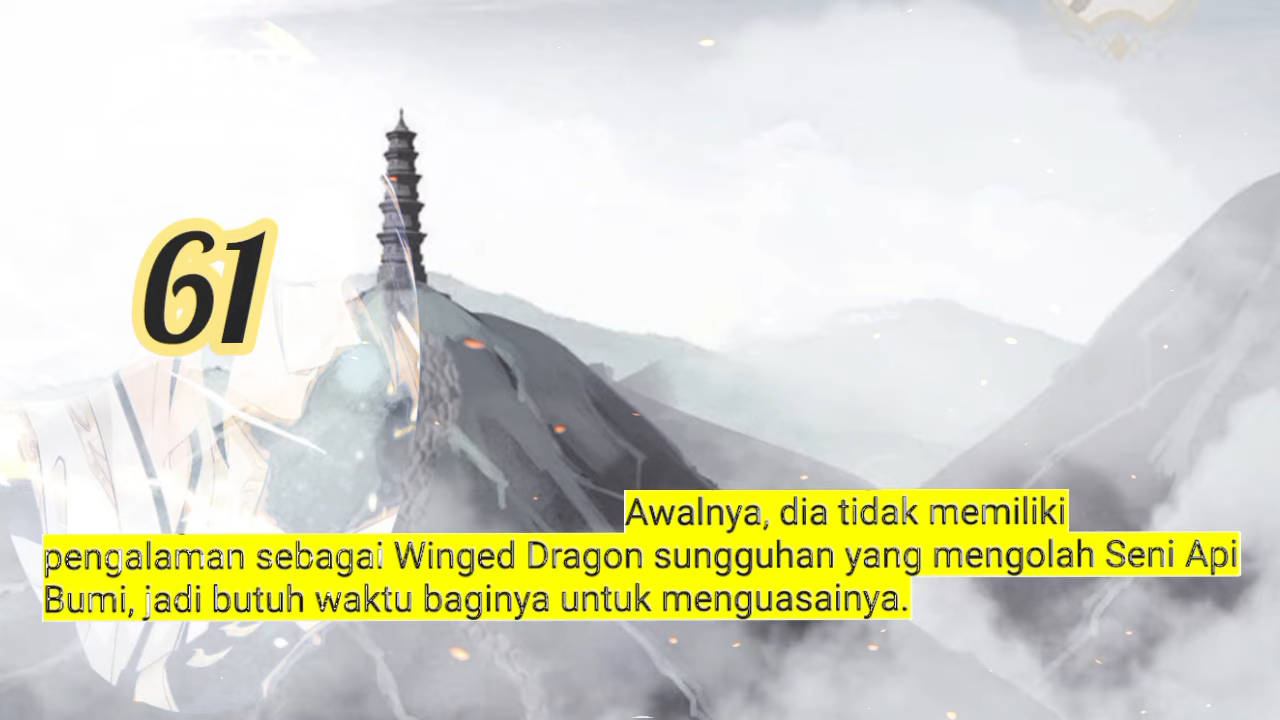 61
Awalnya, dia tidak memiliki
pengalaman sebagai Winged Dragon sungguhan yang mengolah Seni Api
Bumi, jadi butuh waktu baginya untuk menguasainya.